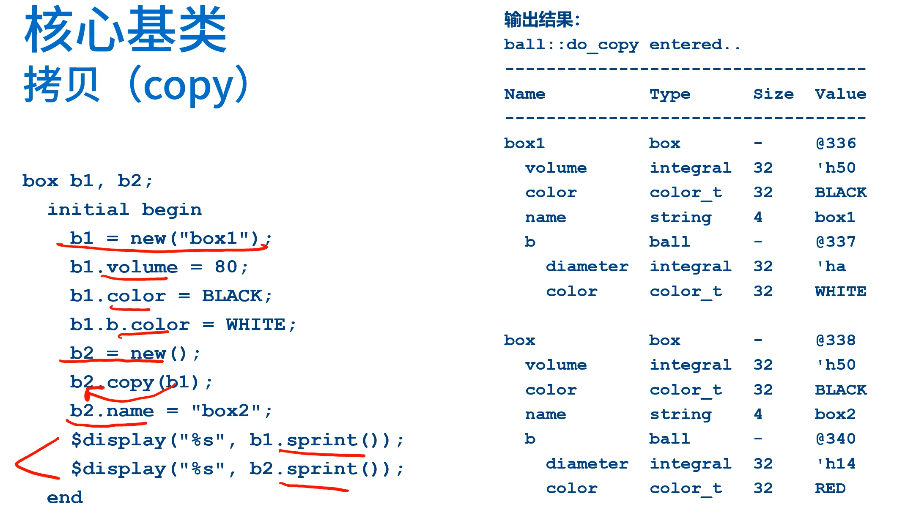 核心基类
拷贝（copy）
box b1, b2;
initial begin
b1 = new("box1");
b1.volume = 80;
b1.color = BLACK;
b1.b.color = WHITE;
b2 = new();
b2.copy(b1);
b2.name = "box2";
$display("%s", b1.sprint());
$display("%s", b2.sprint());
end
输出结果：
ball::do_copy entered..
-----------------------------------
Name Type Size Value
-----------------------------------
box1 box - @336
volume integral 32 'h50
color color_t 32 BLACK
name string 4 box1
b ball - @337
diameter integral 32 'ha
color color_t 32 WHITE
box box - @338
volume integral 32 'h50
color color_t 32 BLACK
name string 4 box2
b ball - @340
diameter integral 32 'h14
color color_t 32 RED